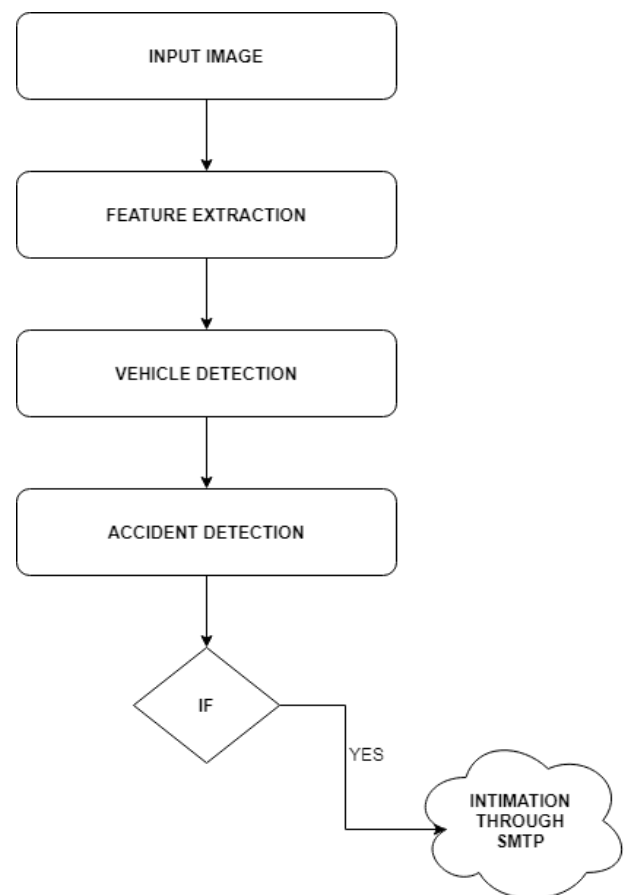 INPUT IMAGE
FEATURE EXTRACTION
VEHICLE DETECTION
ACCIDENT DETECTION
IF
YES
INTIMATION
THROUGH
SMTP